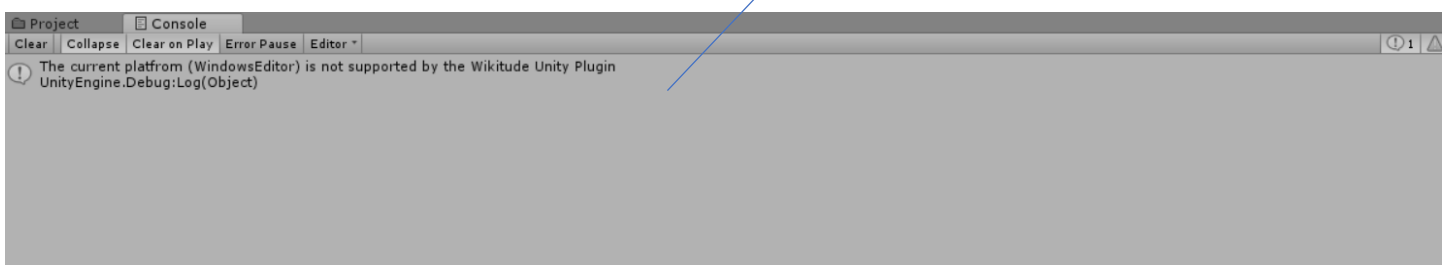 Project Console
Clear Collapse Clear on Play Error Pause Editor 1
The current platfrom (WindowsEditor) is not supported by the Wikitude Unity Plugin
UnityEngine.Debug:Log(Object)